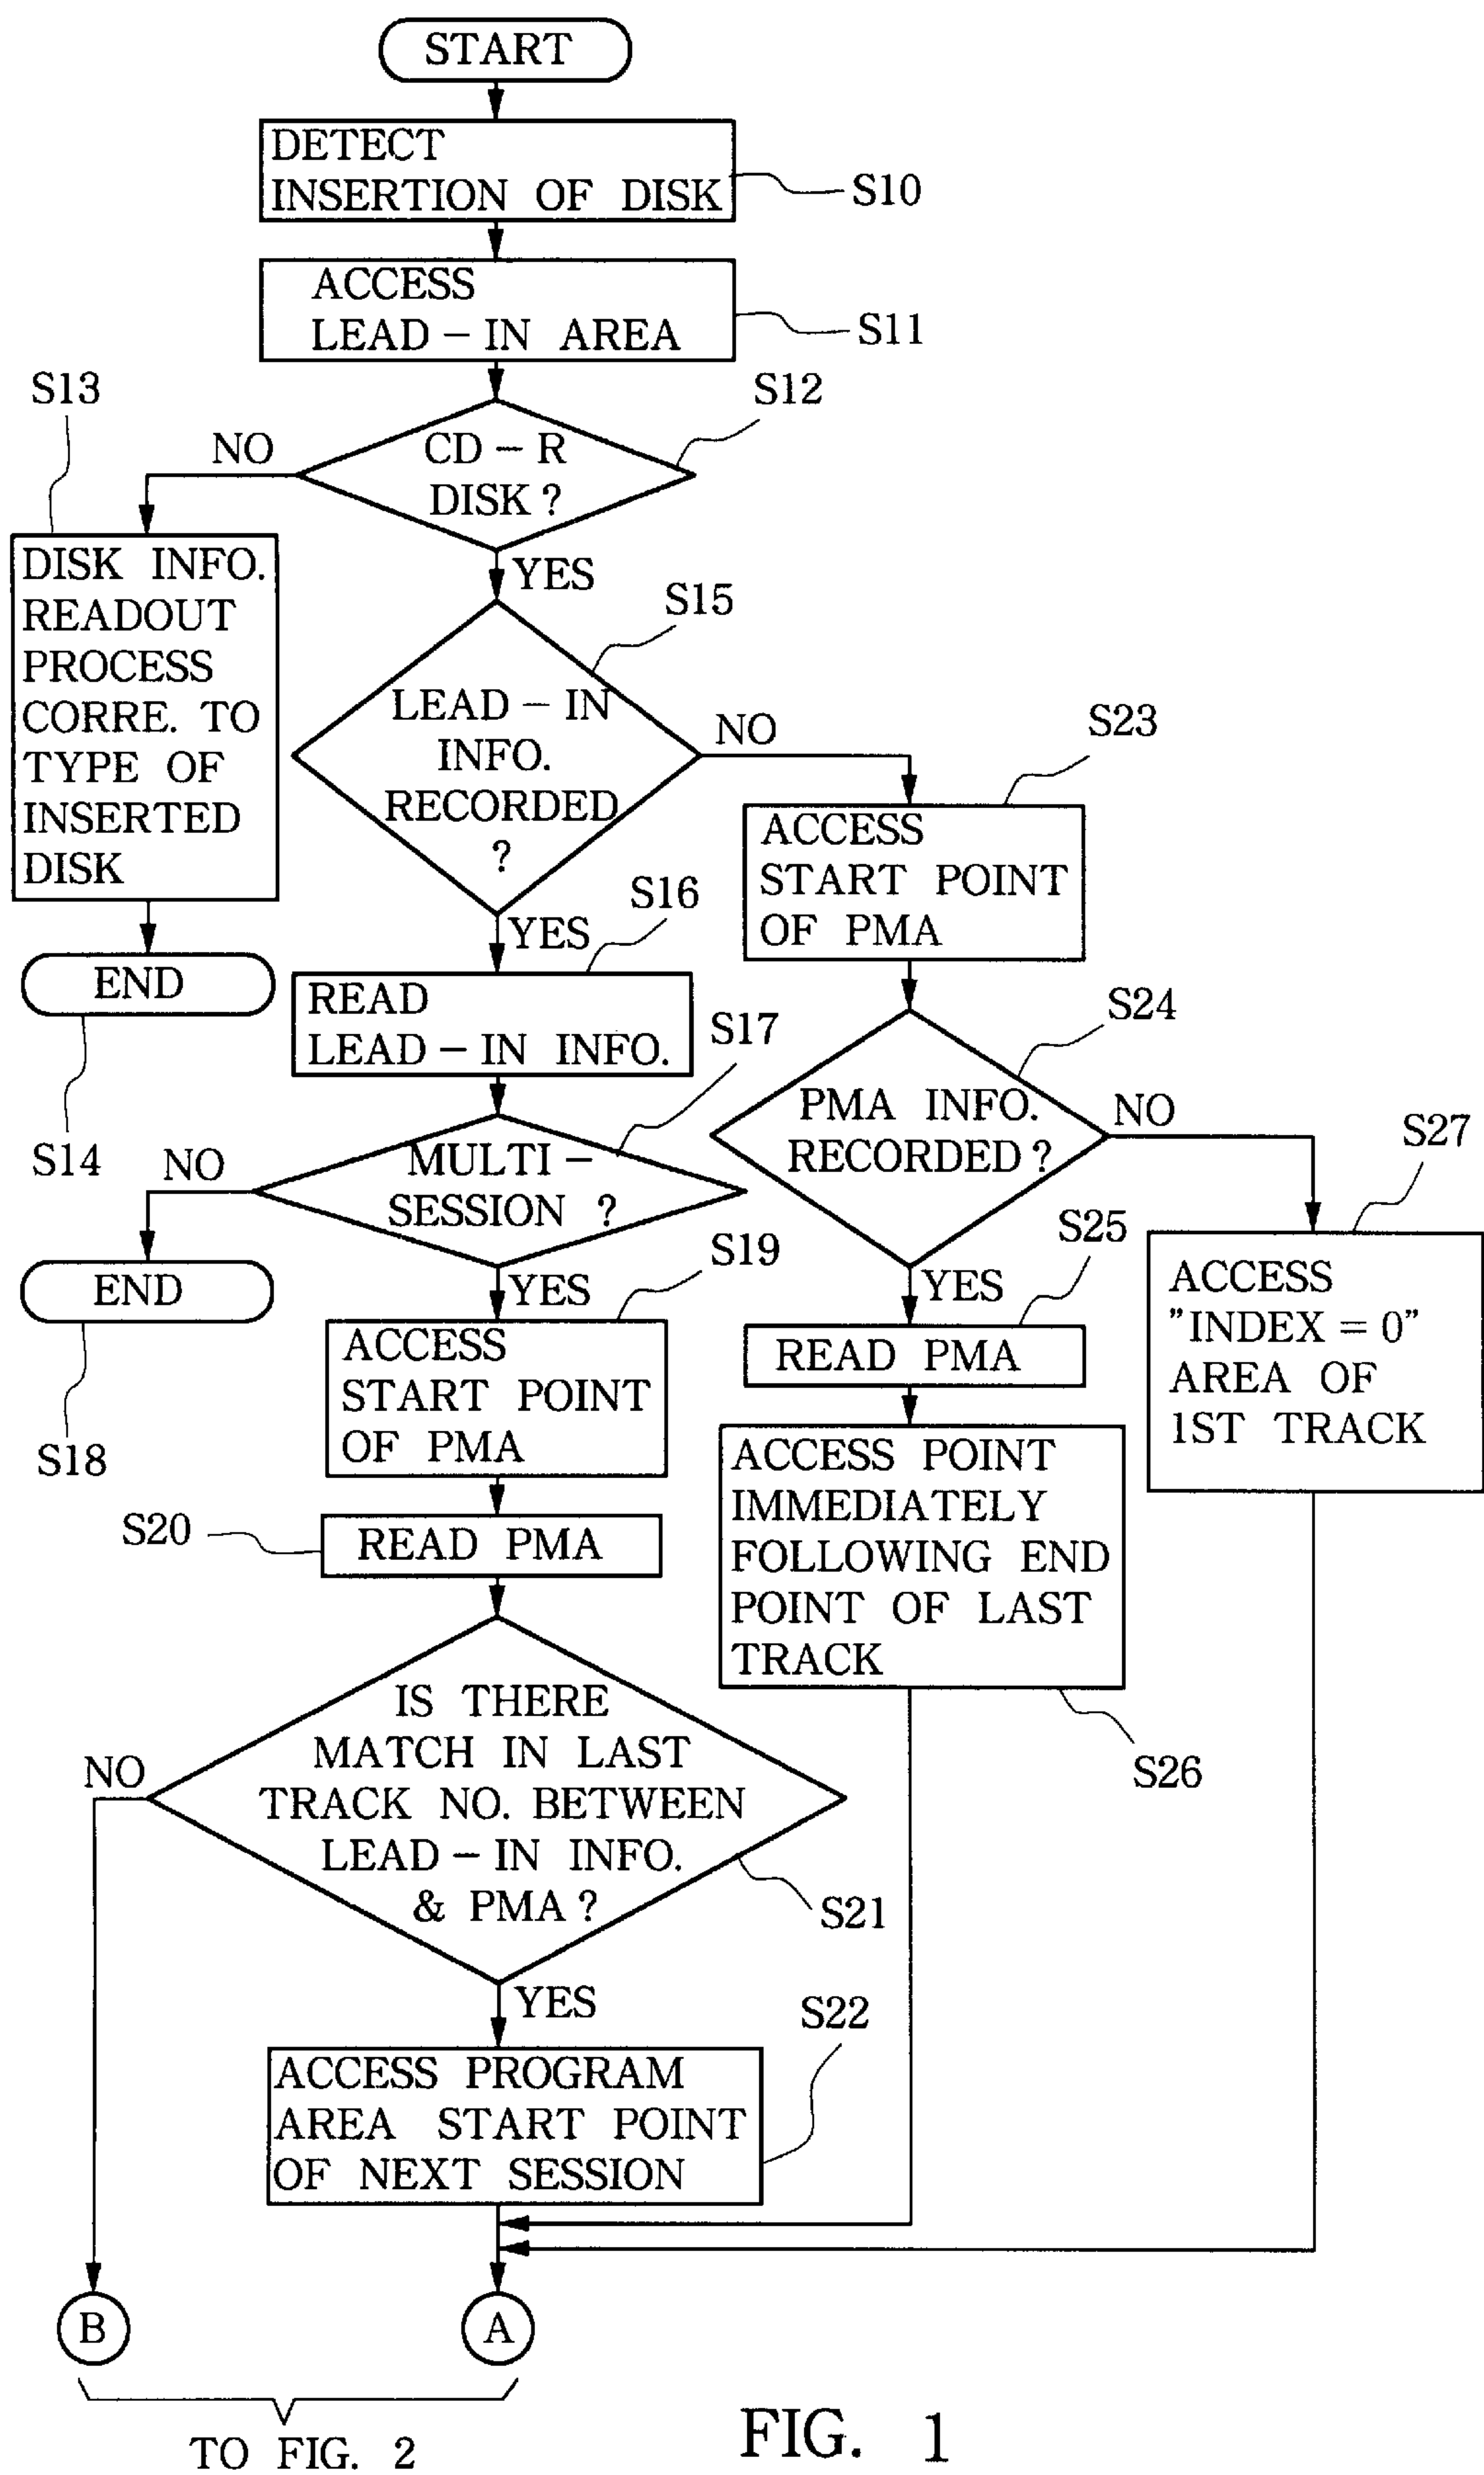 START
DETECT
INSERTION OF DISK
S10
ACCESS
LEAD－IN AREA
S11
S13
S12
NO
CD－R
DISK?
YES
DISK INFO.
READOUT
PROCESS
CORRE. TO
TYPE OF
INSERTED
DISK
S15
LEAD－IN
INFO.
RECORDED
?
NO
S23
YES
S16
ACCESS
START POINT
OF PMA
END
S14
READ
LEAD－IN INFO.
S17
S24
NO
MULTI－
SESSION ?
PMA INFO.
RECORDED?
NO
S27
END
S18
YES
S19
YES
S25
ACCESS
START POINT
OF PMA
READ PMA
ACCESS
"INDEX = 0"
AREA OF
1ST TRACK
S20
READ PMA
ACCESS POINT
IMMEDIATELY
FOLLOWING END
POINT OF LAST
TRACK
S26
NO
IS THERE
MATCH IN LAST
TRACK NO. BETWEEN
LEAD－IN INFO.
& PMA?
S21
YES
S22
ACCESS PROGRAM
AREA START POINT
OF NEXT SESSION
B
A
TO FIG. 2
FIG. 1